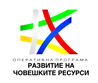 ОПЕРАТИВНА ПРОГРАМА
РАЗВИТИЕ НА
ЧОВЕШКИТЕ РЕСУРСИ